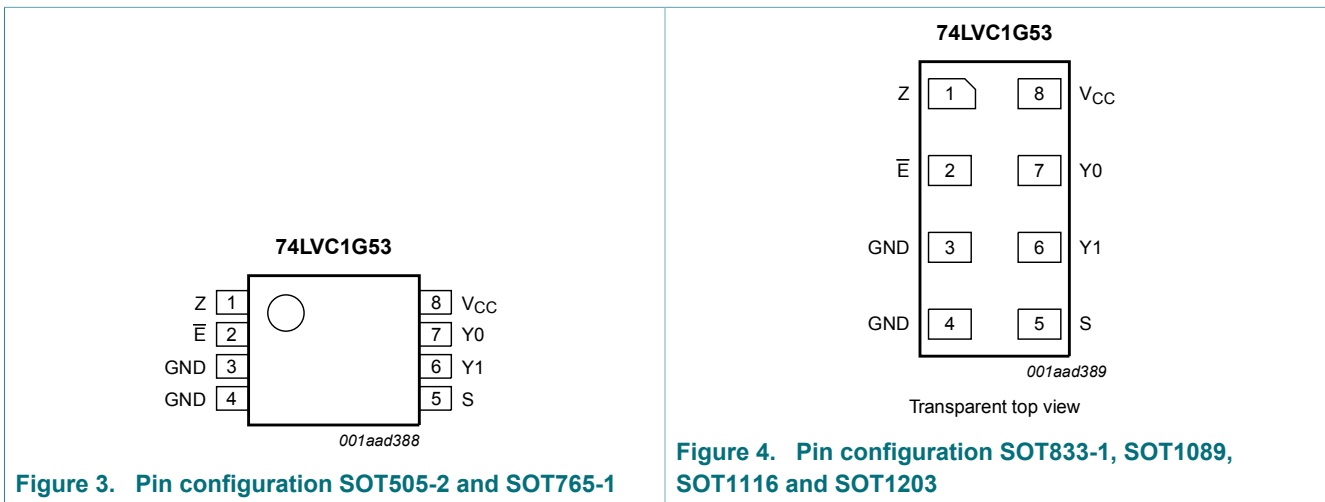 74LVC1G53
Z 1 8 VCC
E̅ 2 7 Y0
GND 3 6 Y1
GND 4 5 S
001aad388
Figure 3. Pin configuration SOT505-2 and SOT765-1
74LVC1G53
Z 1 8 VCC
E̅ 2 7 Y0
GND 3 6 Y1
GND 4 5 S
001aad389
Transparent top view
Figure 4. Pin configuration SOT833-1, SOT1089,
SOT1116 and SOT1203